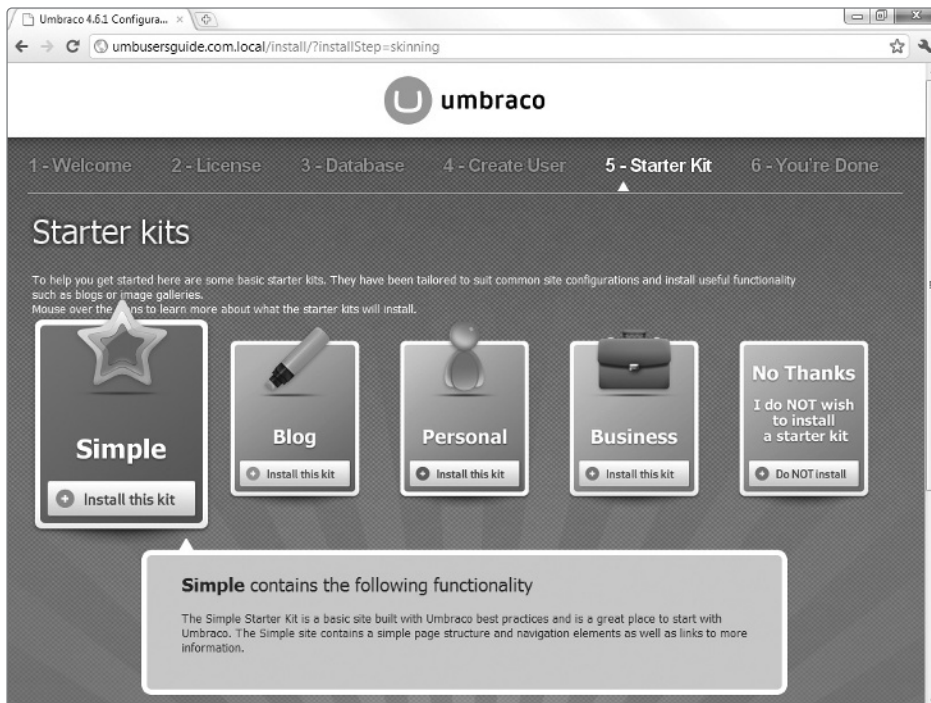 Umbraco 4.6.1 Configura...
umbusersguide.com.local/install/?installStep=skinning
umbraco
1 - Welcome 2 - License 3 - Database 4 - Create User 5 - Starter Kit 6 - You're Done
Starter kits
To help you get started here are some basic starter kits. They have been tailored to suit common site configurations and install useful functionality
such as blogs or image galleries.
Mouse over the to learn more about what the starter kits will install.
Simple
Install this kit
Blog
Install this kit
Personal
Install this kit
Business
Install this kit
No Thanks
I do NOT wish
to install
a starter kit
Do NOT install
Simple contains the following functionality
The Simple Starter Kit is a basic site built with Umbraco best practices and is a great place to start with
Umbraco. The Simple site contains a simple page structure and navigation elements as well as links to more
information.